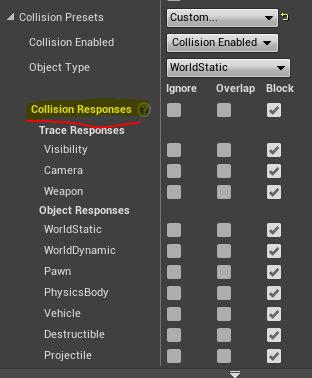 Collision Presets Custom...
Collision Enabled Collision Enabled
Object Type WorldStatic
Ignore Overlap Block
Collision Responses ?
Trace Responses
Visibility
Camera
Weapon
Object Responses
WorldStatic
WorldDynamic
Pawn
PhysicsBody
Vehicle
Destructible
Projectile